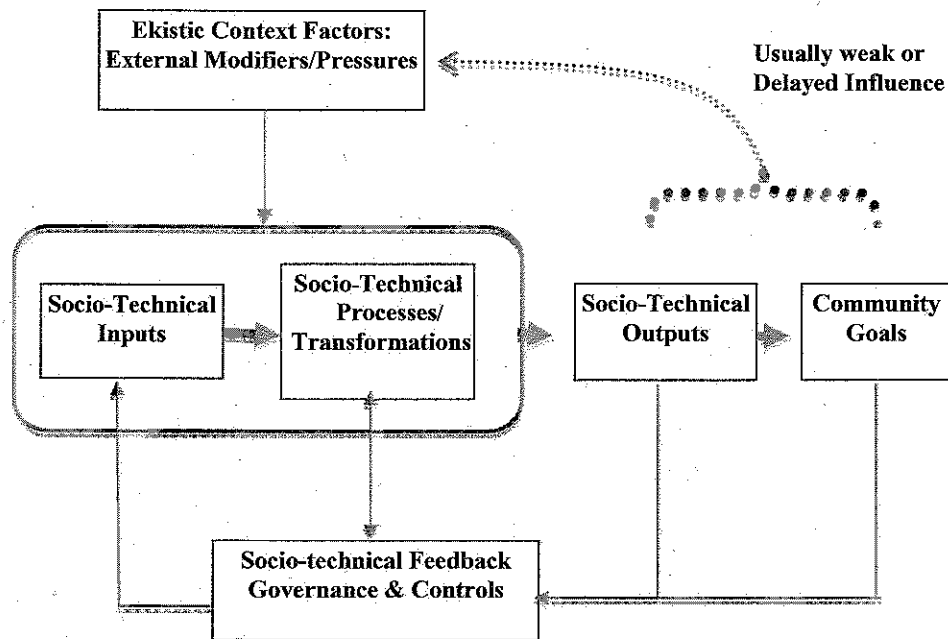 Ekistic Context Factors:
External Modifiers/Pressures
Usually weak or
Delayed Influence
Socio-Technical
Inputs
Socio-Technical
Processes/
Transformations
Socio-Technical
Outputs
Community
Goals
Socio-technical Feedback
Governance & Controls